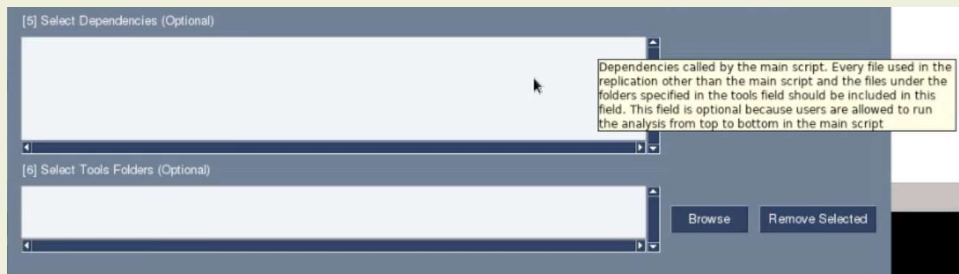 [5] Select Dependencies (Optional)
Dependencies called by the main script. Every file used in the
replication other than the main script and the files under the
folders specified in the tools field should be included in this
field. This field is optional because users are allowed to run
the analysis from top to bottom in the main script
[6] Select Tools Folders (Optional)
Browse
Remove Selected